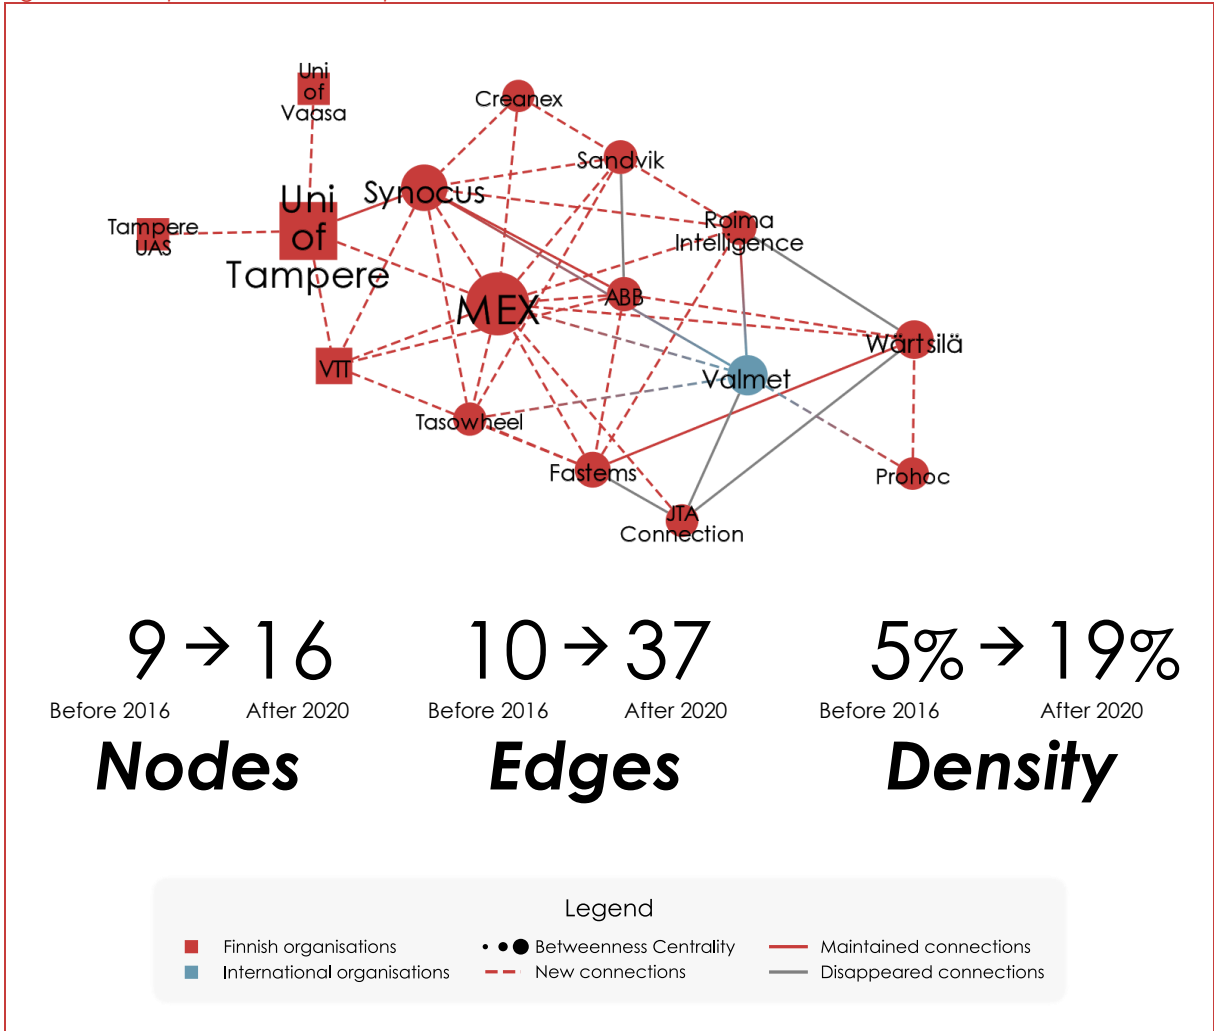 Uni
of
Vaasa
Creanex
Sandvik
Synocus
Uni
of
Tampere
Tampere
UAS
Roima
Intelligence
MEX
ABB
Wärtsilä
VTT
Valmet
Tasowheel
Fastems
Prohoc
JTA
Connection
9 → 16
10 → 37
5% → 19%
Before 2016 After 2020
Before 2016 After 2020
Before 2016 After 2020
Nodes
Edges
Density
Legend
Finnish organisations
Betweenness Centrality
Maintained connections
International organisations
New connections
Disappeared connections